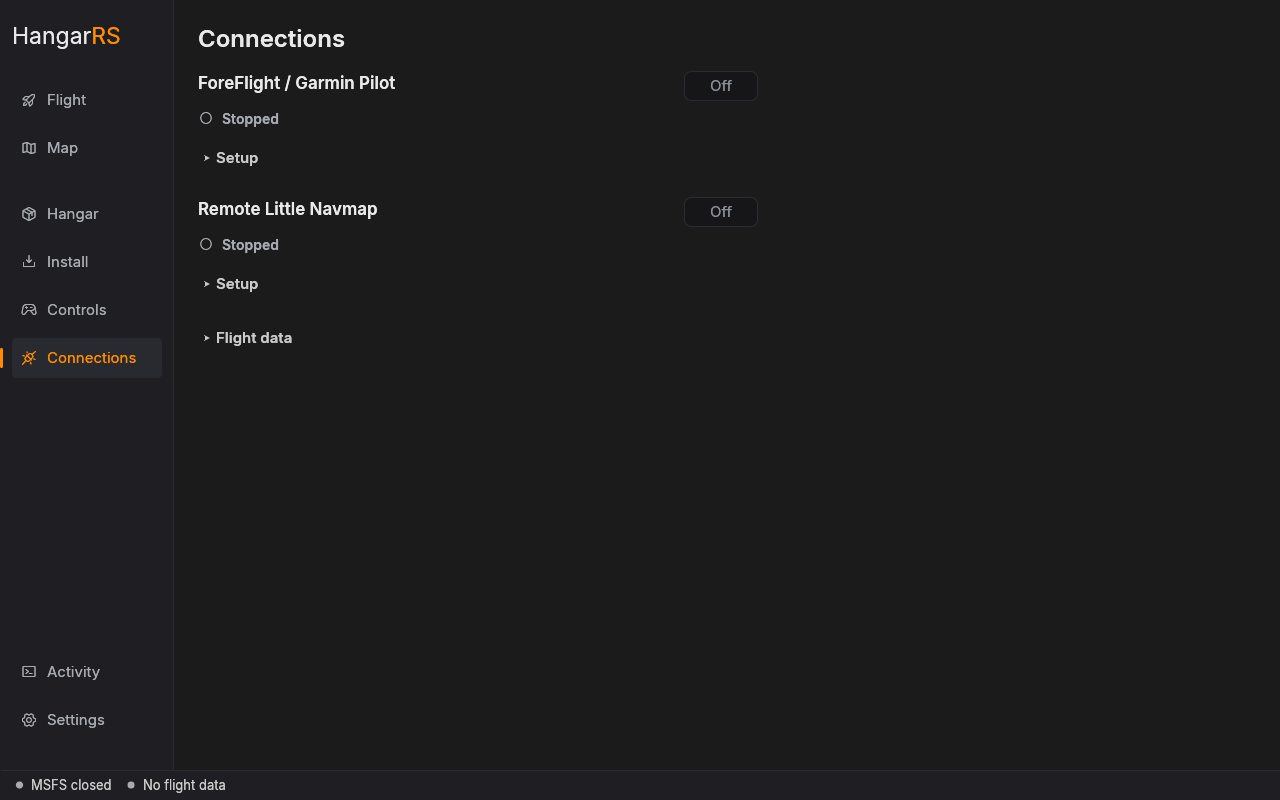 HangarRS
Flight
Map
Hangar
Install
Controls
Connections
Activity
Settings
Connections
ForeFlight / Garmin Pilot
Off
Stopped
Setup
Remote Little Navmap
Off
Stopped
Setup
Flight data
MSFS closed
No flight data